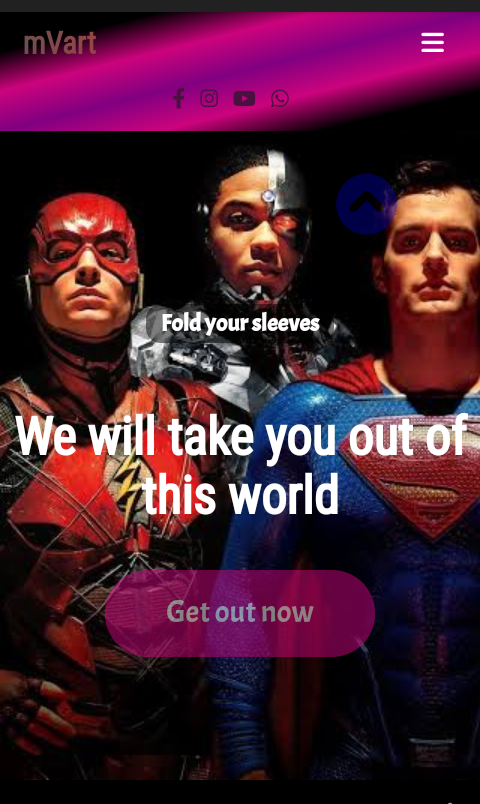 mVart
Fold your sleeves
We will take you out of
this world
Get out now